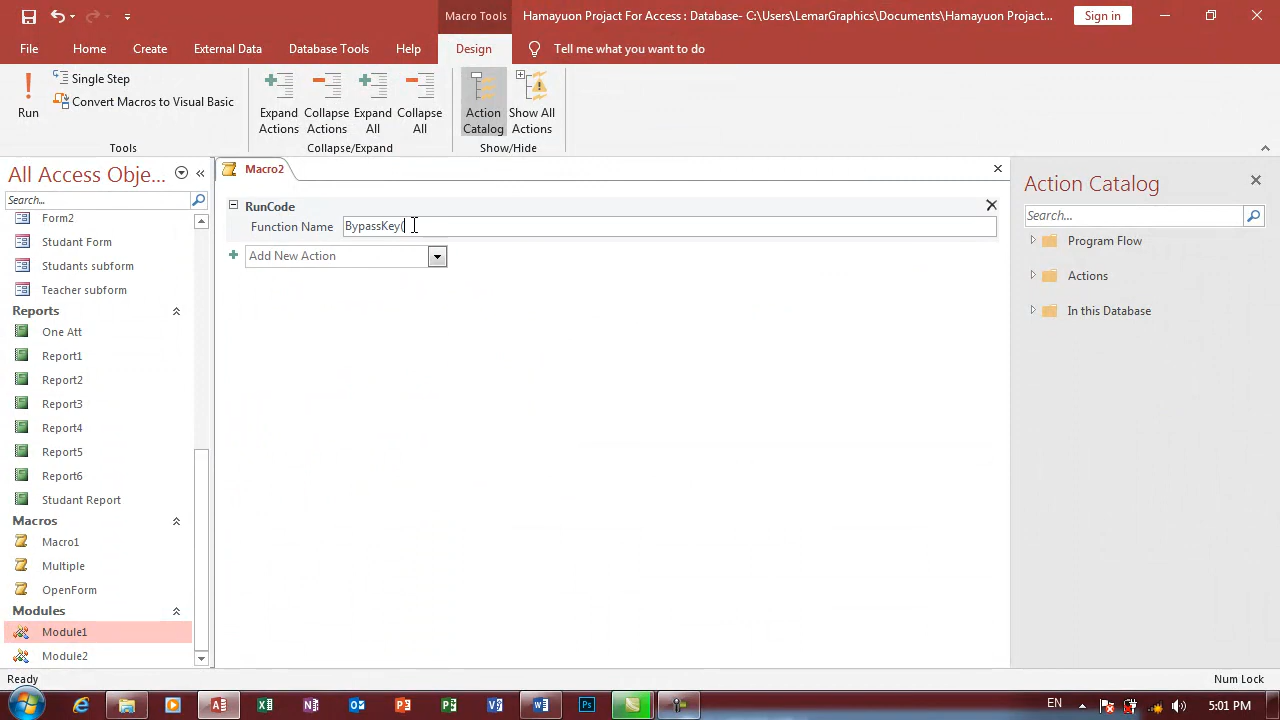 Macro Tools
Hamayuon Projact For Access : Database- C:\Users\LemarGraphics\Documents\Hamayuon Projact...
Sign in
File
Home
Create
External Data
Database Tools
Help
Design
Tell me what you want to do
Run
Single Step
Convert Macros to Visual Basic
Tools
Expand Actions
Collapse Actions
Expand All
Collapse All
Collapse/Expand
Action Catalog
Show All Actions
Show/Hide
All Access Obje...
Search...
Form2
Student Form
Students subform
Teacher subform
Reports
One Att
Report1
Report2
Report3
Report4
Report5
Report6
Student Report
Macros
Macro1
Multiple
OpenForm
Modules
Module1
Module2
Macro2
RunCode
Function Name BypassKey(
Add New Action
Action Catalog
Search...
Program Flow
Actions
In this Database
Ready
Num Lock
EN
5:01 PM